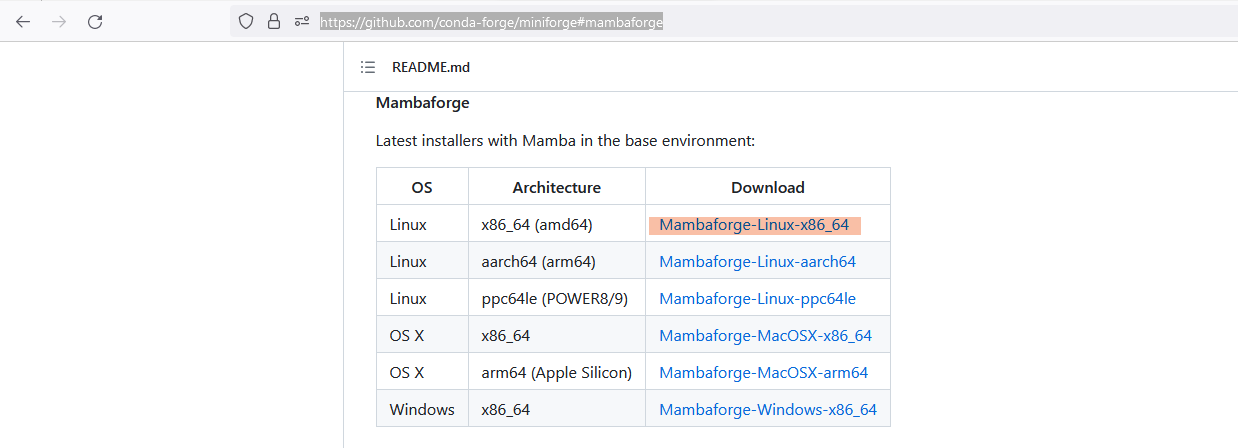 https://github.com/conda-forge/miniforge#mambaforge
README.md
Mambaforge
Latest installers with Mamba in the base environment:
OS Architecture Download
Linux x86_64 (amd64) Mambaforge-Linux-x86_64
Linux aarch64 (arm64) Mambaforge-Linux-aarch64
Linux ppc64le (POWER8/9) Mambaforge-Linux-ppc64le
OS X x86_64 Mambaforge-MacOSX-x86_64
OS X arm64 (Apple Silicon) Mambaforge-MacOSX-arm64
Windows x86_64 Mambaforge-Windows-x86_64